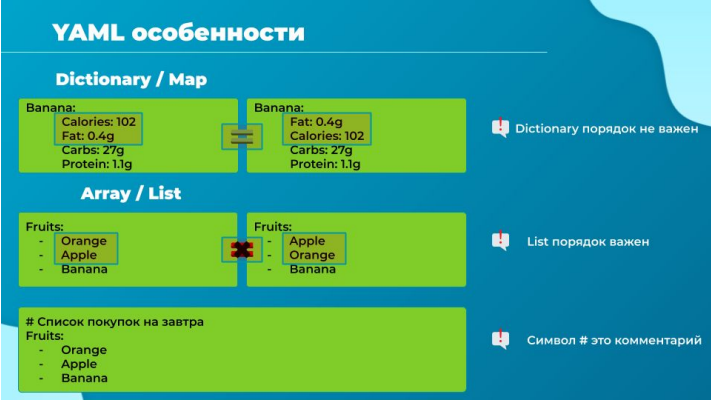 YAML особенности
Dictionary / Map
Banana:
Calories: 102
Fat: 0.4g
Carbs: 27g
Protein: 1.1g
=
Banana:
Fat: 0.4g
Calories: 102
Carbs: 27g
Protein: 1.1g
! Dictionary порядок не важен
Array / List
Fruits:
- Orange
- Apple
- Banana
Fruits:
- Apple
- Orange
- Banana
! List порядок важен
# Список покупок на завтра
Fruits:
- Orange
- Apple
- Banana
! Символ # это комментарий